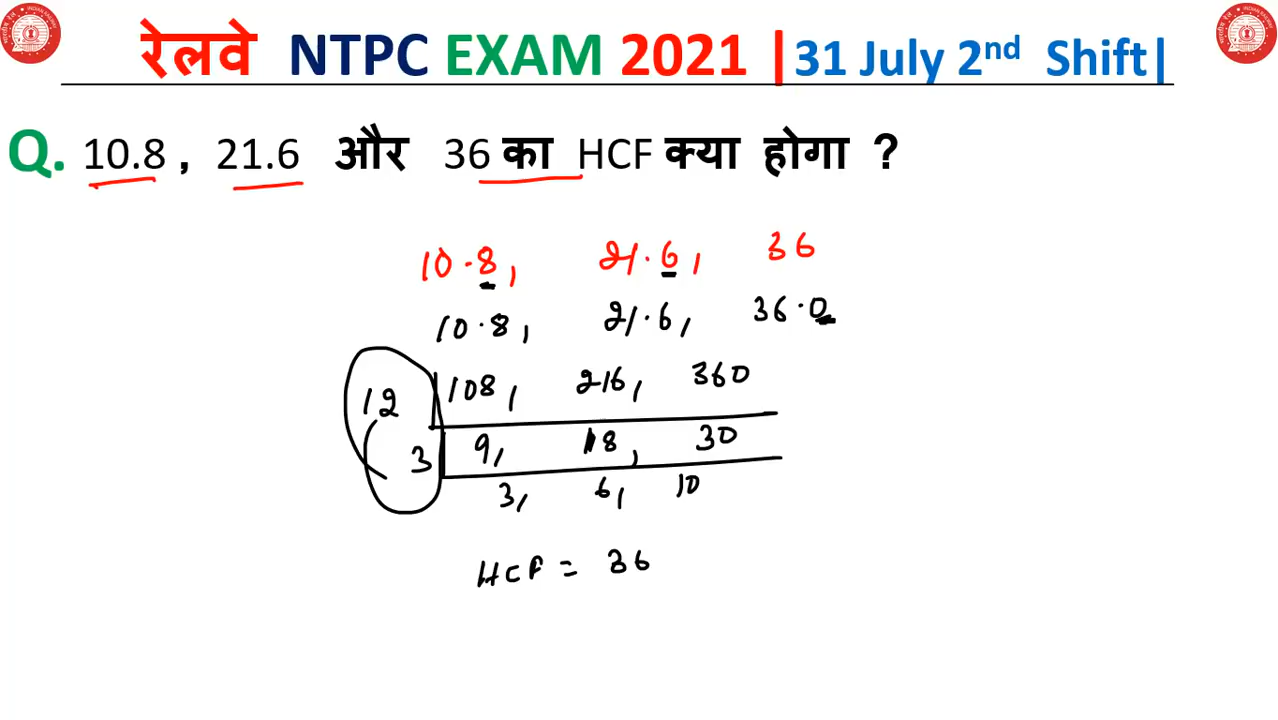 रेलवे NTPC EXAM 2021 |31 July 2nd Shift|
Q. 10.8 , 21.6 और 36 का HCF क्या होगा ?
10.8, 21.6, 36
10.8, 21.6, 36.0
12 | 108, 216, 360
3 | 9, 18, 30
3, 6, 10
HCF = 36